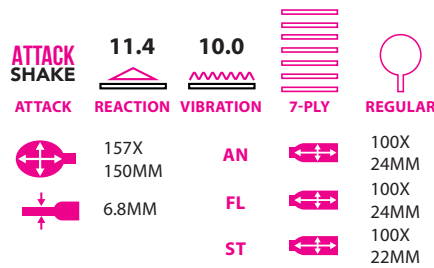 ATTACK
SHAKE
11.4
10.0
ATTACK
REACTION
VIBRATION
7-PLY
REGULAR
157X
150MM
6.8MM
AN
100X
24MM
FL
100X
24MM
ST
100X
22MM